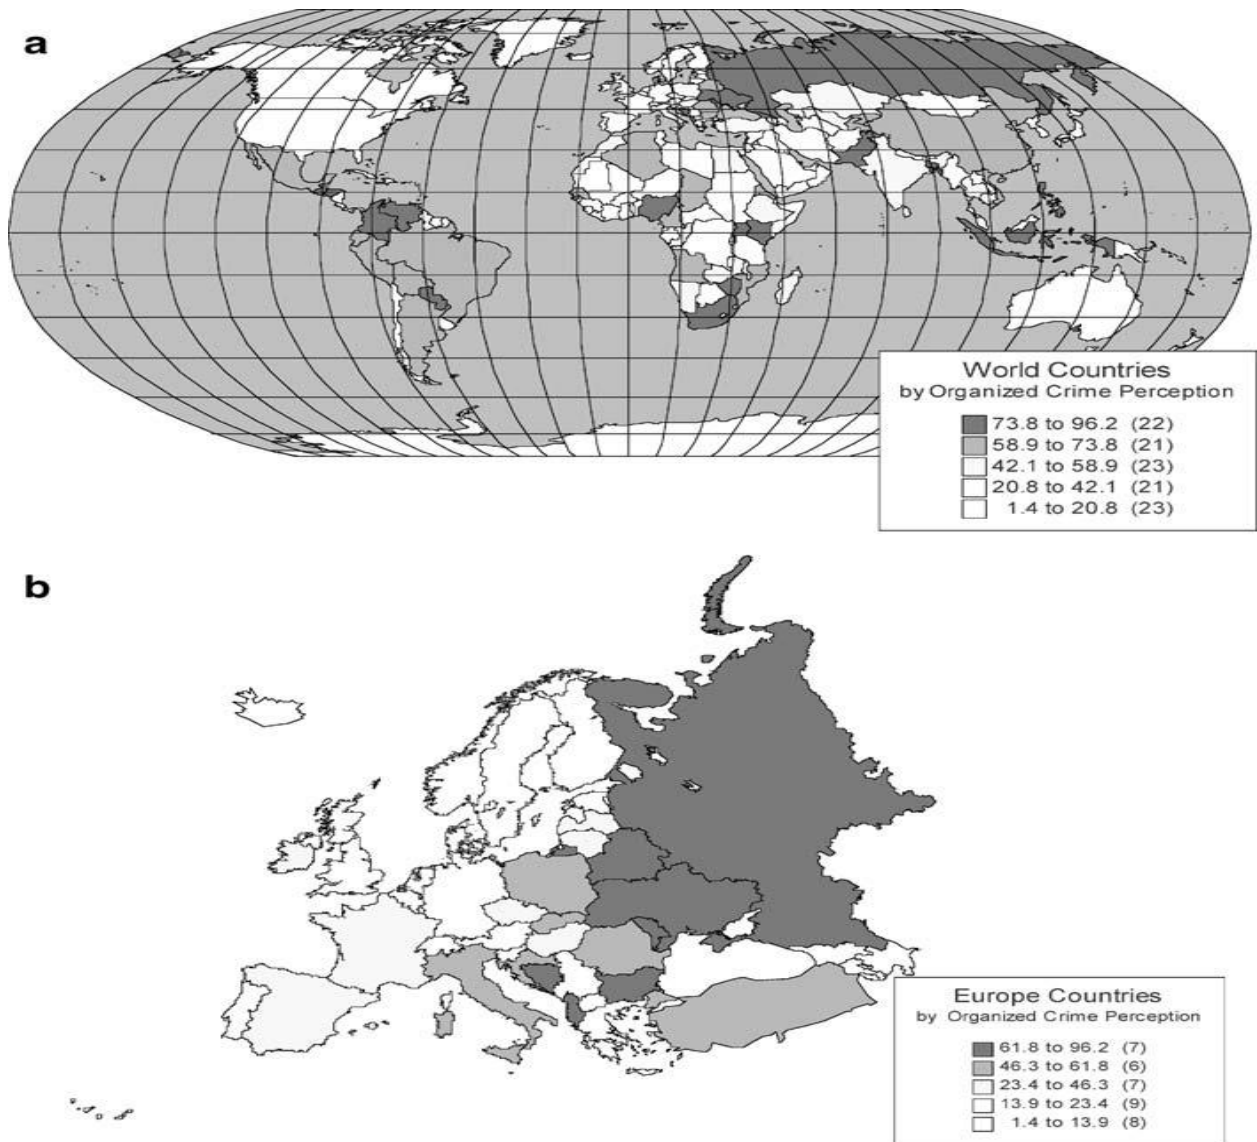 a
World Countries
by Organized Crime Perception
73.8 to 96.2 (22)
58.9 to 73.8 (21)
42.1 to 58.9 (23)
20.8 to 42.1 (21)
1.4 to 20.8 (23)
b
Europe Countries
by Organized Crime Perception
61.8 to 96.2 (7)
46.3 to 61.8 (6)
23.4 to 46.3 (7)
13.9 to 23.4 (9)
1.4 to 13.9 (8)